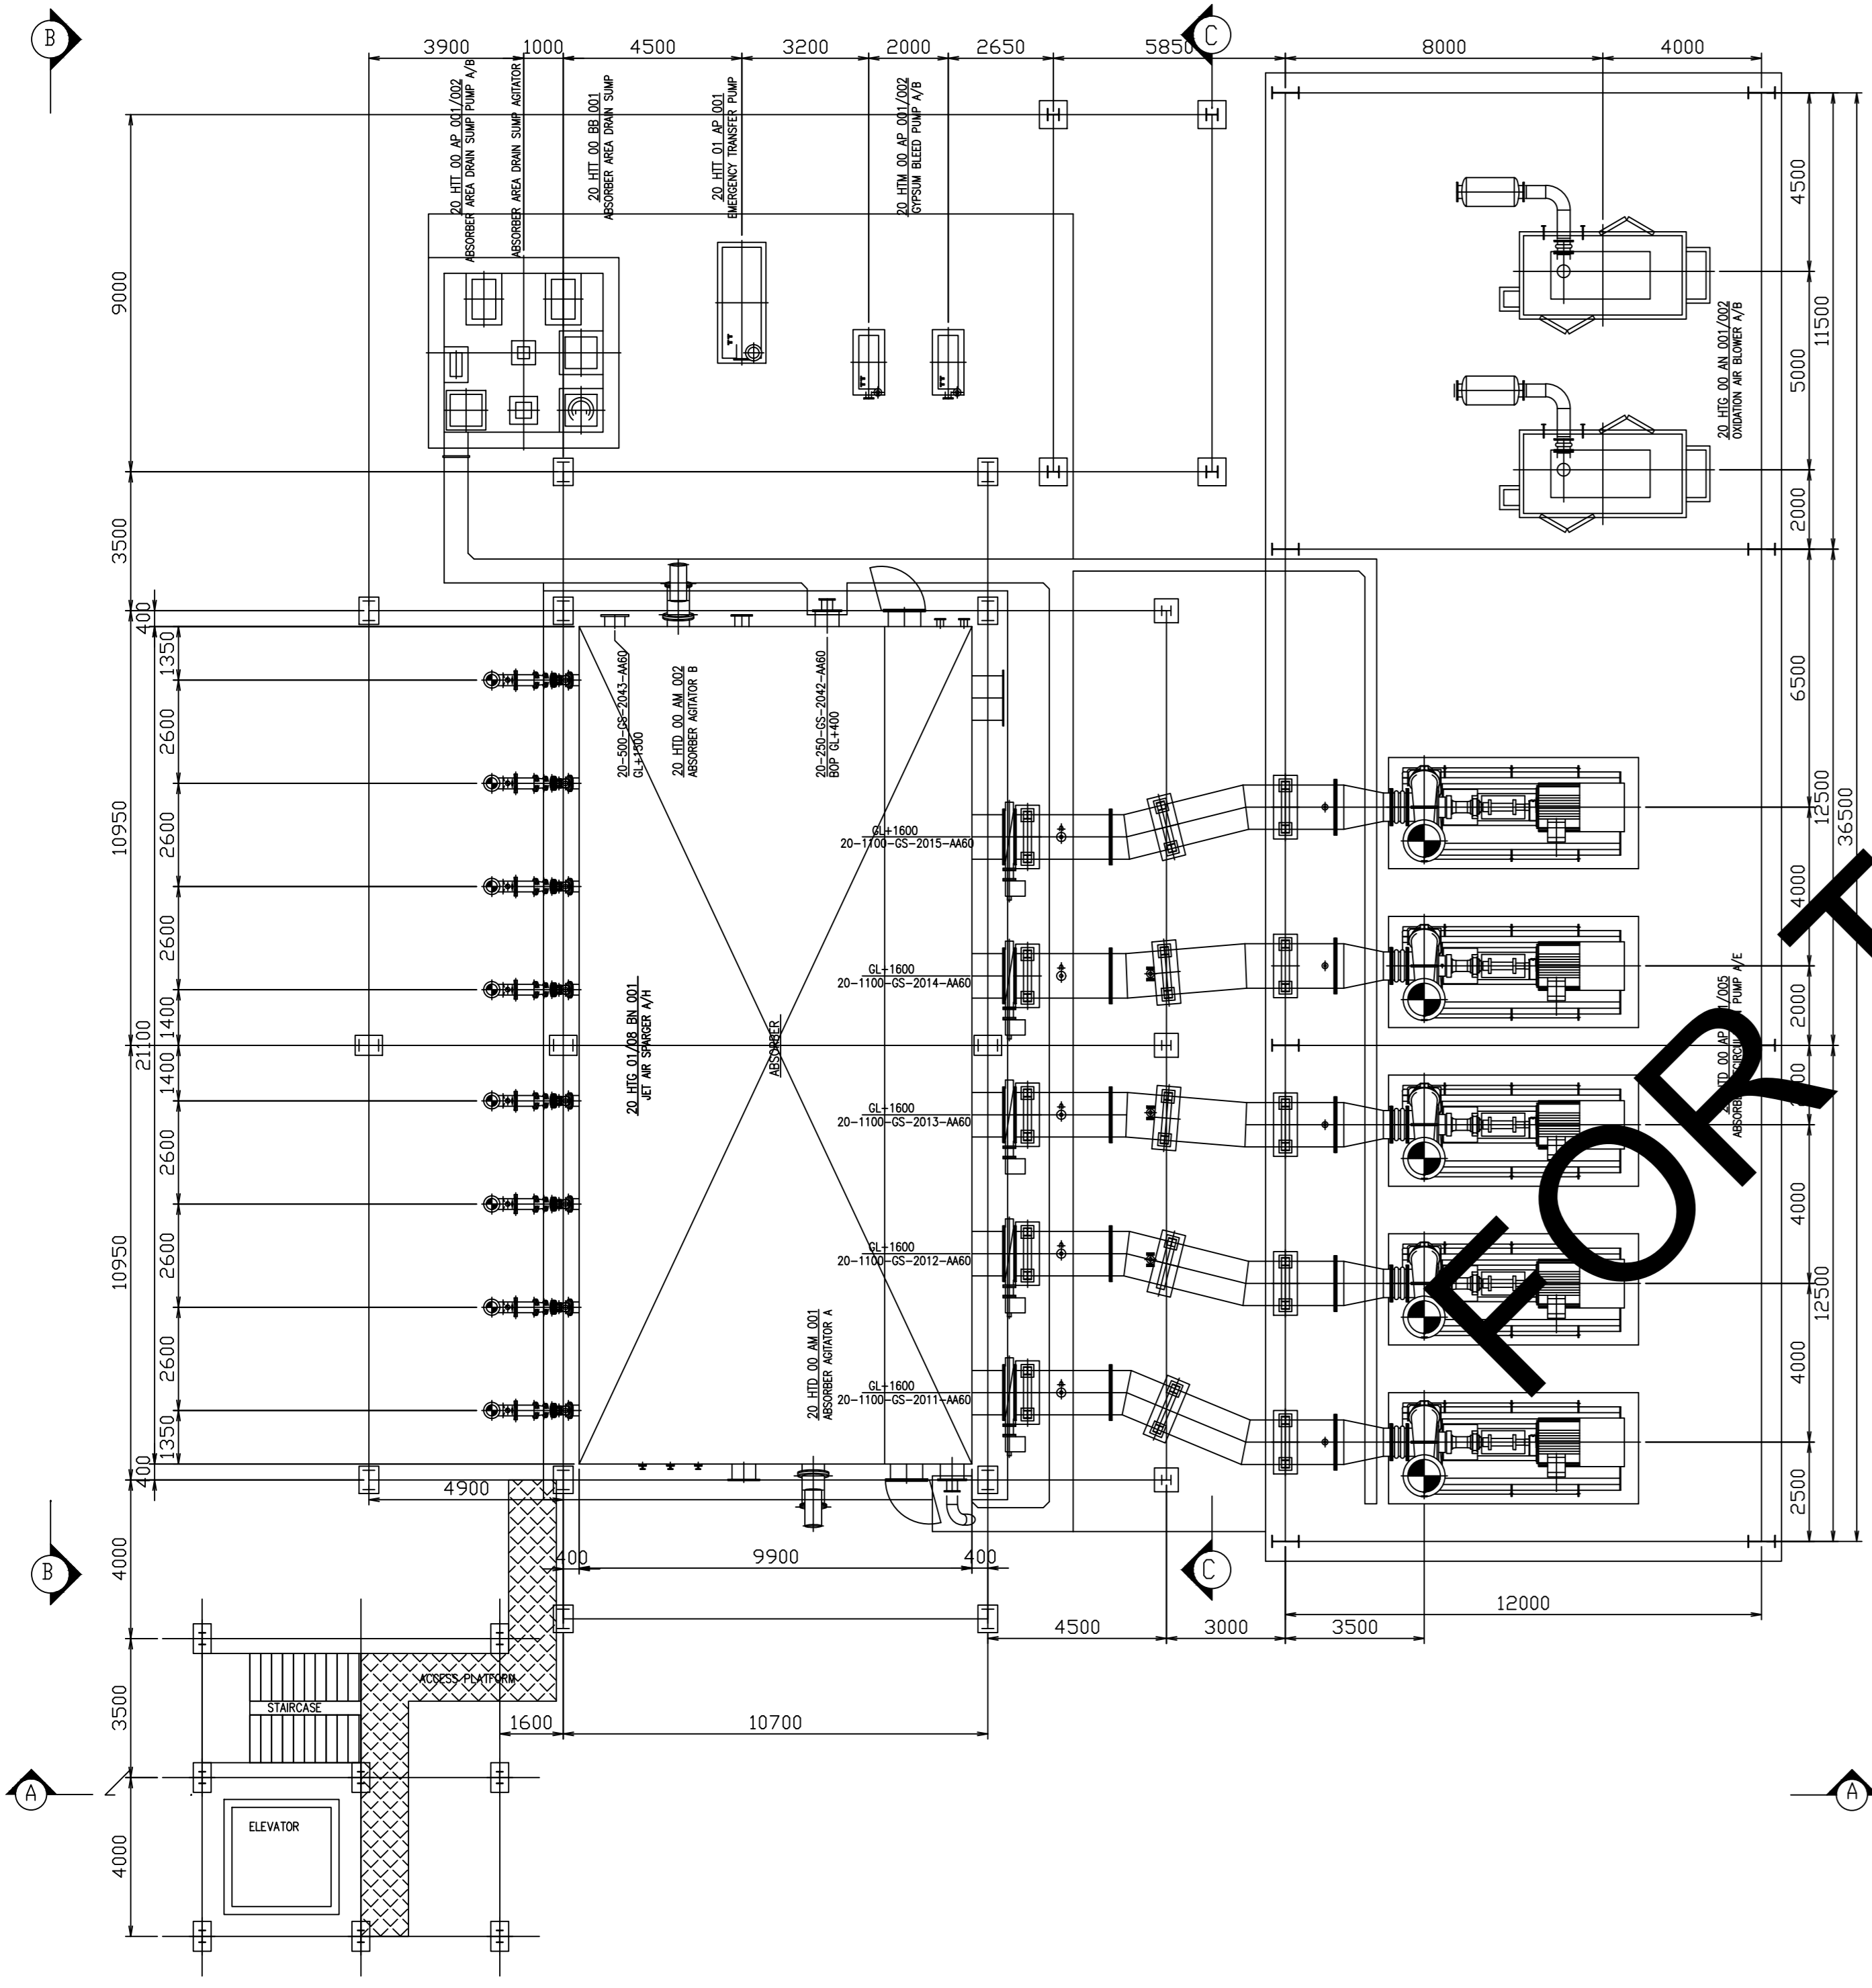 B
C
3900
1000
4500
3200
2000
2650
5850
8000
4000
20 HTT 00 AP 001/002
ABSORBER AREA DRAIN SUMP PUMP A/B
ABSORBER AREA DRAIN SUMP AGITATOR
20 HTT 00 BB 001
ABSORBER AREA DRAIN SUMP
20 HTT 01 AP 001
EMERGENCY TRANSFER PUMP
20 HTM 00 AP 001/002
GYPSUM BLEED PUMP A/B
20 HTG 00 AN 001/002
OXIDATION AIR BLOWER A/B
9000
3500
400
10950
21100
10950
400
4000
3500
4000
1350
2600
2600
2600
1400
1400
2600
2600
2600
1350
4500
5000
2000
11500
6500
12500
36500
4000
2000
4000
12500
4000
2500
20-500-GS-2043-AA60
GL+1500
20 HTD 00 AM 002
ABSORBER AGITATOR B
20-250-GS-2042-AA60
BOP GL+400
GL+1600
20-1100-GS-2015-AA60
GL+1600
20-1100-GS-2014-AA60
20 HTG 01/08 BN 001
JET AIR SPARGER A/H
ABSORBER
GL+1600
20-1100-GS-2013-AA60
GL+1600
20-1100-GS-2012-AA60
20 HTD 00 AM 001
ABSORBER AGITATOR A
GL+1600
20-1100-GS-2011-AA60
PUMP A/E
FOR T
4900
400
9900
400
B
C
12000
4500
3000
3500
ACCESS PLATFORM
STAIRCASE
1600
10700
A
A
ELEVATOR